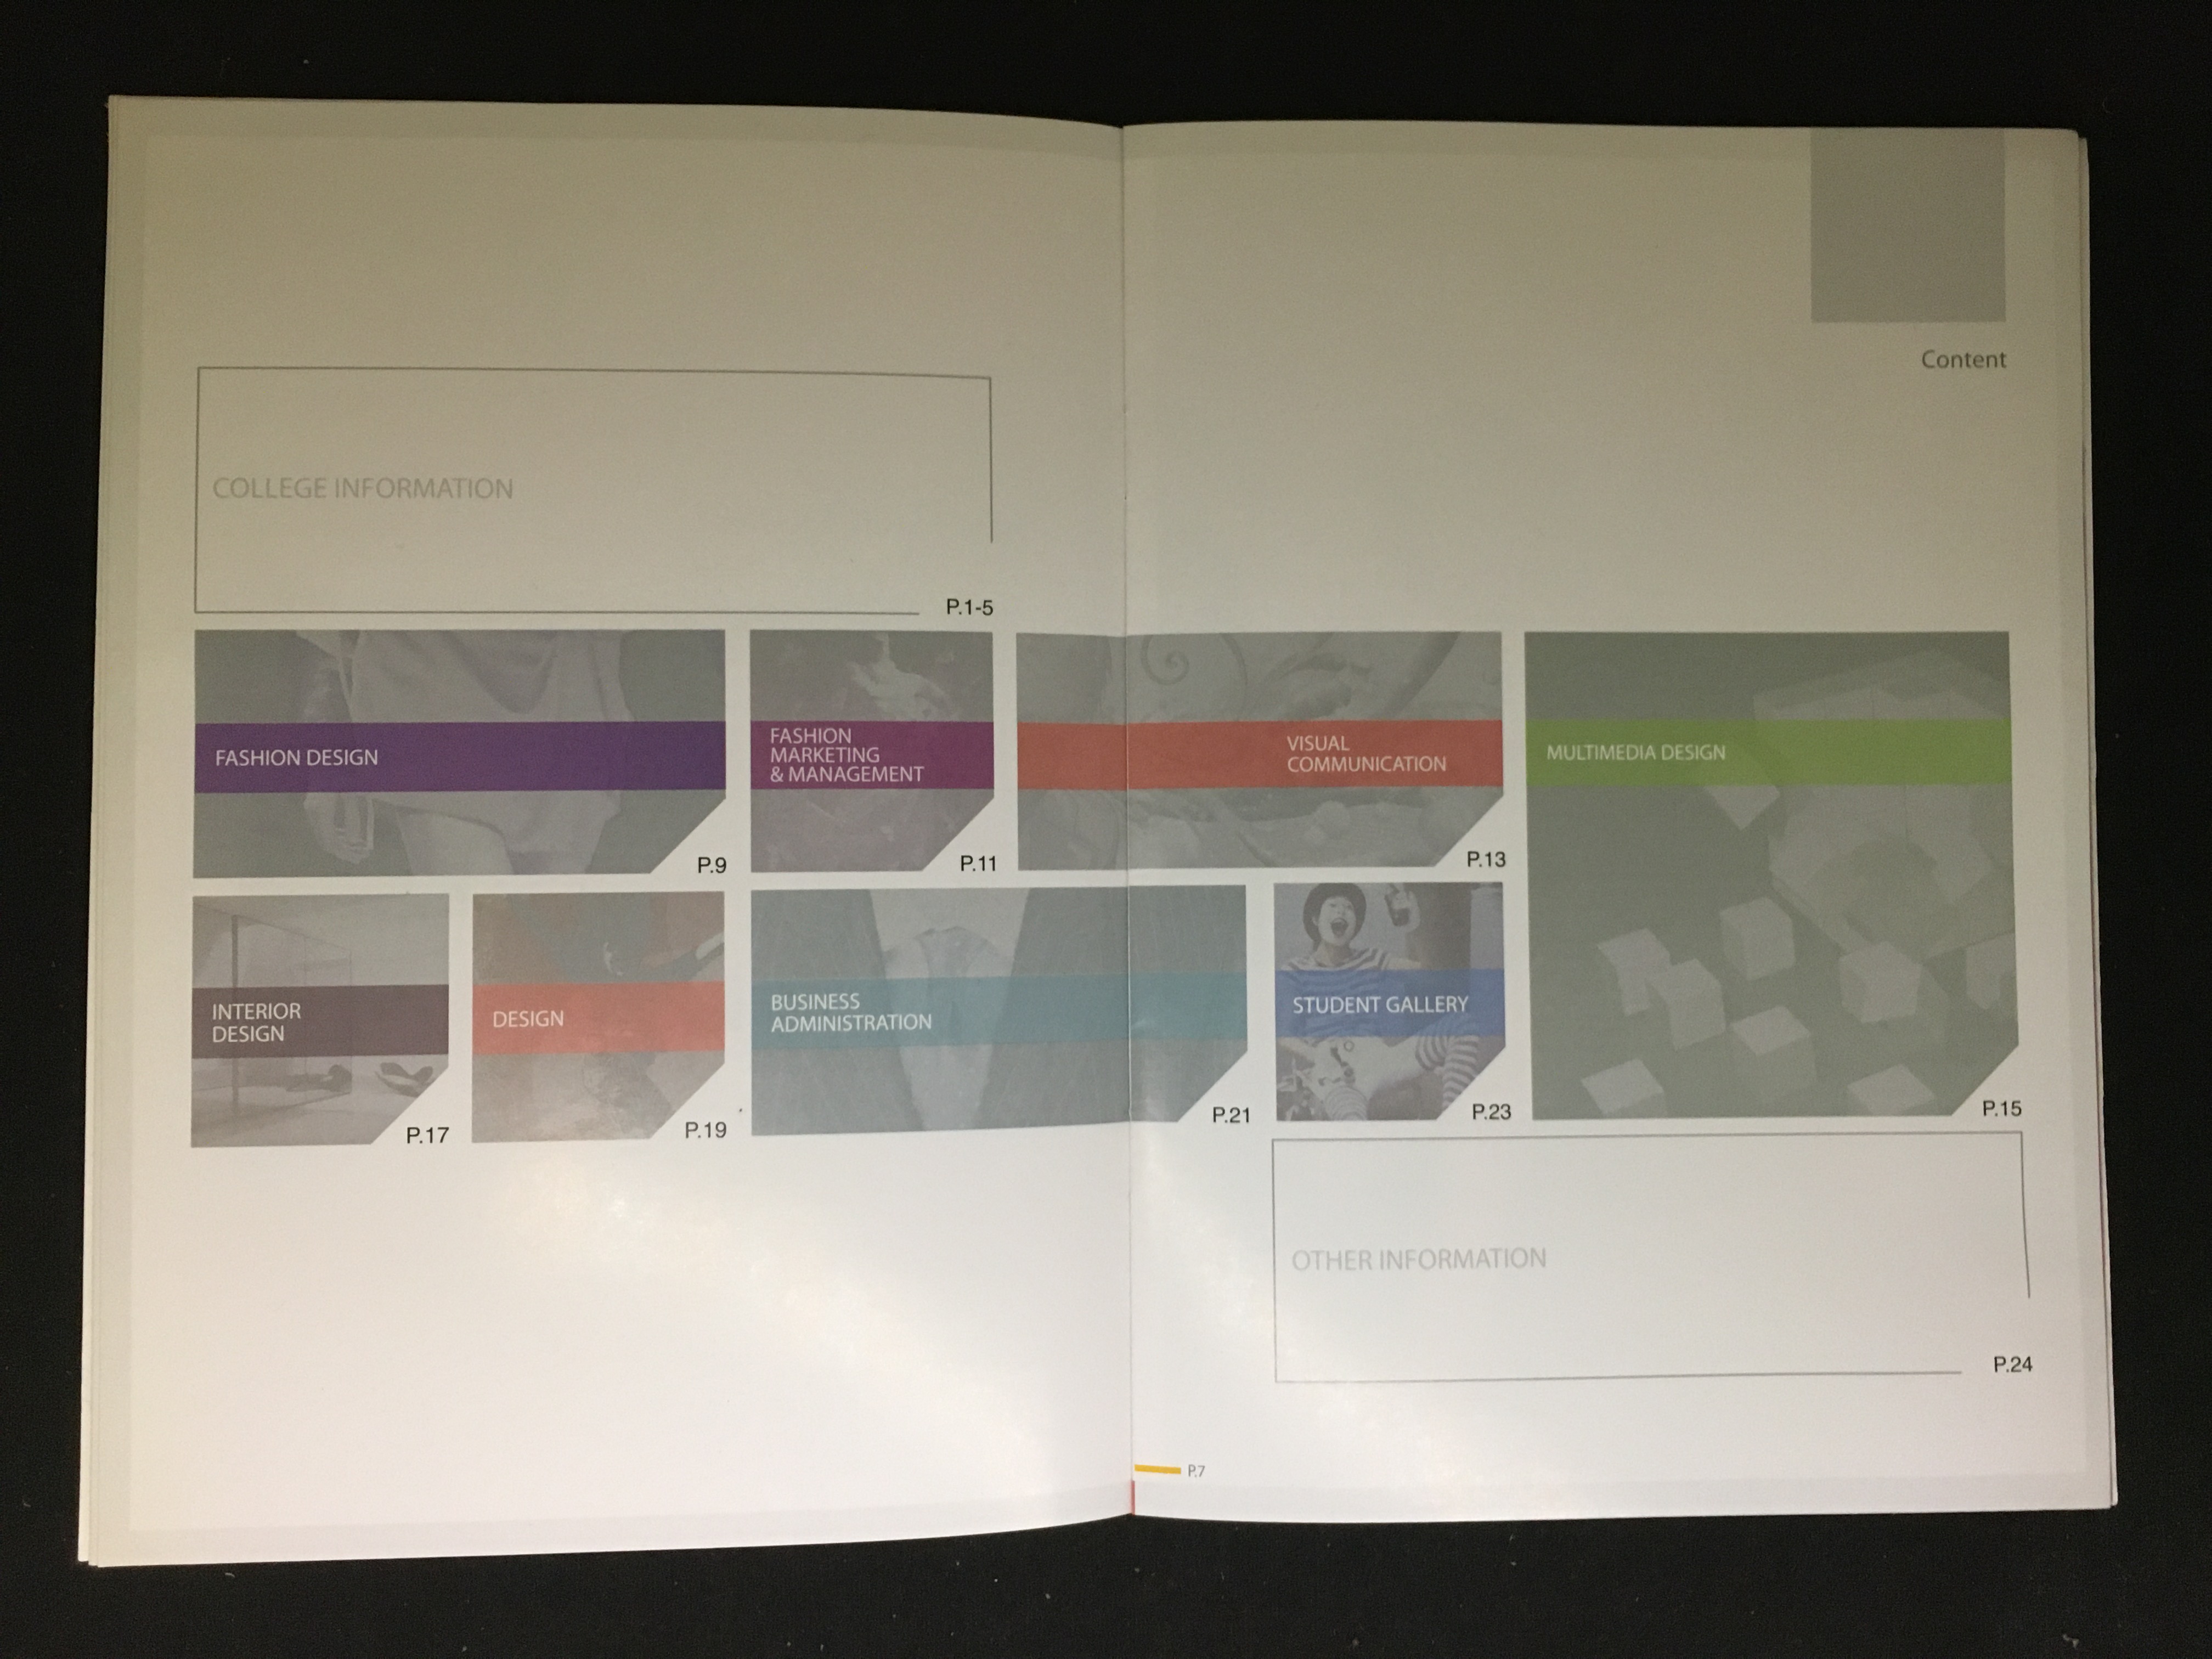 Content
COLLEGE INFORMATION
P.1-5
FASHION DESIGN
P.9
FASHION
MARKETING
& MANAGEMENT
P.11
VISUAL
COMMUNICATION
P.13
MULTIMEDIA DESIGN
P.15
INTERIOR
DESIGN
P.17
DESIGN
P.19
BUSINESS
ADMINISTRATION
P.21
STUDENT GALLERY
P.23
OTHER INFORMATION
P.24
P.7